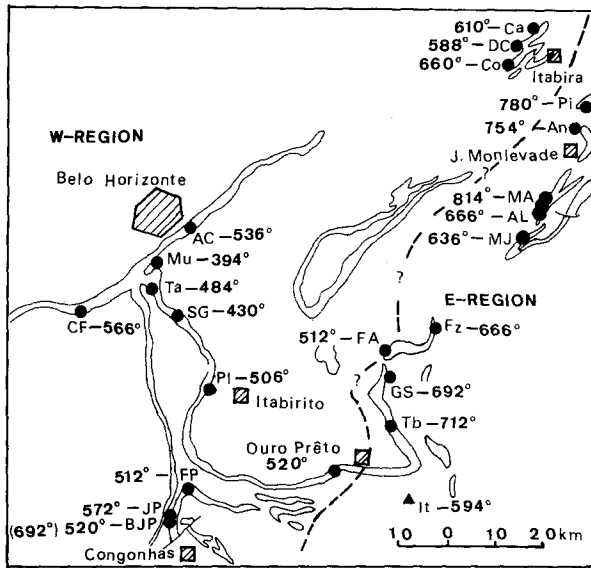 610°- Ca
588°- DC
660°- Co
Itabira
780°- Pi
W-REGION
754°- An
J. Monlevade
?
Belo Horizonte
814°- MA
666°- AL
AC-536°
636°- MJ
Mu-394°
?
Ta-484°
E-REGION
SG-430°
CF-566°
512°- FA
Fz-666°
PI-506°
?
GS-692°
Itabirito
Tb-712°
Ouro Prêto
520°
512°- FP
572°- JP
It-594°
(692°) 520°-BJP
Congonhas
10 0 10 20 km